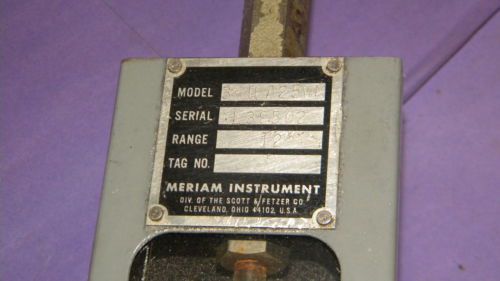 MODEL
SERIAL
RANGE
TAG NO.
MERIAM INSTRUMENT
DIV. OF THE SCOTT & FETZER CO.
CLEVELAND, OHIO 44102, U.S.A.